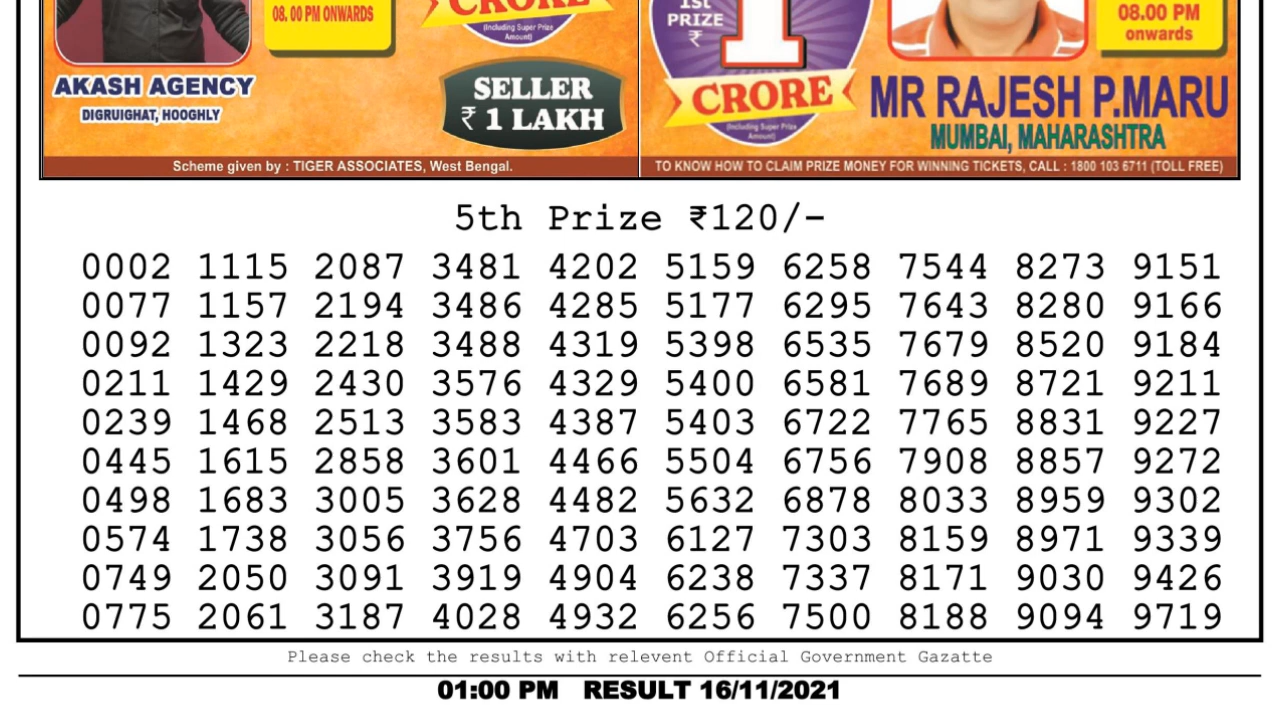 08. 00 PM ONWARDS
CRORE
(Including Super Prize
Amount)
AKASH AGENCY
DIGRUIGHAT, HOOGHLY
SELLER
₹ 1 LAKH
Scheme given by : TIGER ASSOCIATES, West Bengal.
1st
PRIZE
₹
1
CRORE
(Including Super Prize
Amount)
08.00 PM
onwards
MR RAJESH P.MARU
MUMBAI, MAHARASHTRA
TO KNOW HOW TO CLAIM PRIZE MONEY FOR WINNING TICKETS, CALL : 1800 103 6711 (TOLL FREE)
5th Prize ₹120/-
0002 1115 2087 3481 4202 5159 6258 7544 8273 9151
0077 1157 2194 3486 4285 5177 6295 7643 8280 9166
0092 1323 2218 3488 4319 5398 6535 7679 8520 9184
0211 1429 2430 3576 4329 5400 6581 7689 8721 9211
0239 1468 2513 3583 4387 5403 6722 7765 8831 9227
0445 1615 2858 3601 4466 5504 6756 7908 8857 9272
0498 1683 3005 3628 4482 5632 6878 8033 8959 9302
0574 1738 3056 3756 4703 6127 7303 8159 8971 9339
0749 2050 3091 3919 4904 6238 7337 8171 9030 9426
0775 2061 3187 4028 4932 6256 7500 8188 9094 9719
Please check the results with relevent Official Government Gazatte
01:00 PM RESULT 16/11/2021